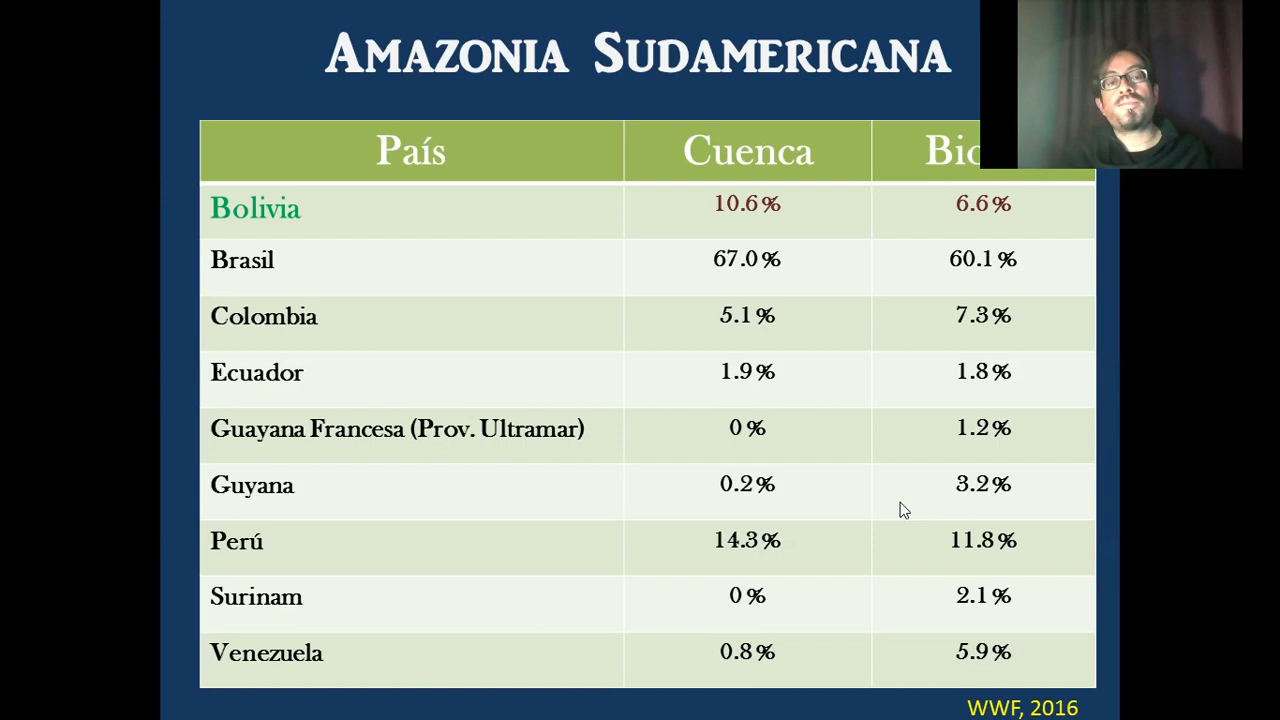 Amazonia Sudamericana
País Cuenca
Bolivia 10.6% 6.6%
Brasil 67.0% 60.1%
Colombia 5.1% 7.3%
Ecuador 1.9% 1.8%
Guayana Francesa (Prov. Ultramar) 0% 1.2%
Guyana 0.2% 3.2%
Perú 14.3% 11.8%
Surinam 0% 2.1%
Venezuela 0.8% 5.9%
WWF, 2016